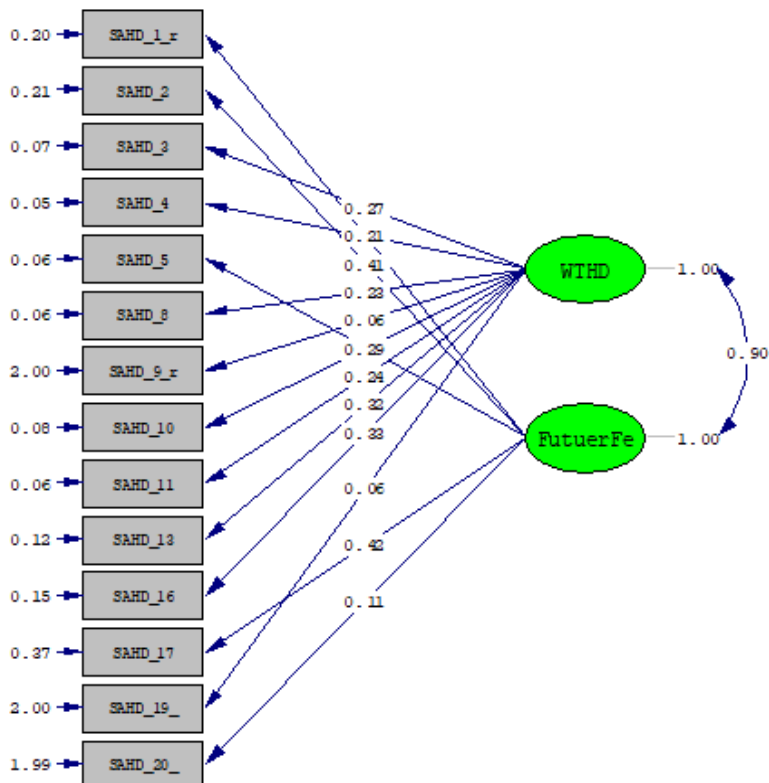 0.20 SAHD_1_r
0.21 SAHD_2
0.07 SAHD_3
0.05 SAHD_4
0.06 SAHD_5
0.06 SAHD_8
2.00 SAHD_9_r
0.08 SAHD_10
0.06 SAHD_11
0.12 SAHD_13
0.15 SAHD_16
0.37 SAHD_17
2.00 SAHD_19_
1.99 SAHD_20_
0.27
0.21
0.41
0.23
0.06
0.29
0.24
0.32
0.33
0.06
0.42
0.11
WTHD 1.00
0.90
FutuerFe 1.00